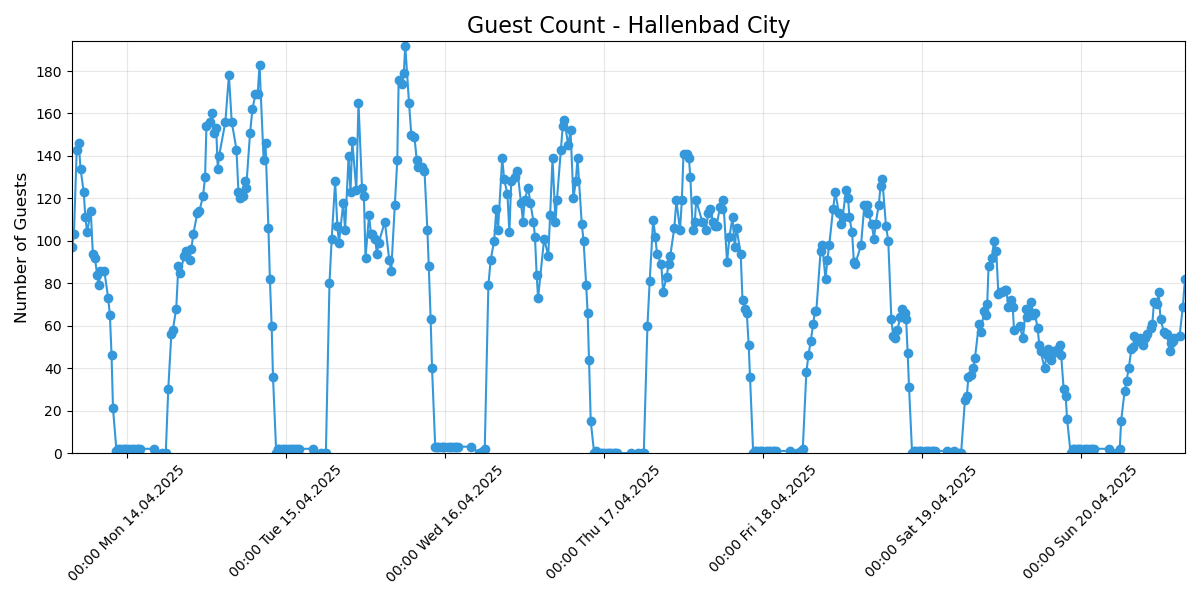 Guest Count - Hallenbad City
Number of Guests
180
160
140
120
100
80
60
40
20
0
00:00 Mon 14.04.2025
00:00 Tue 15.04.2025
00:00 Wed 16.04.2025
00:00 Thu 17.04.2025
00:00 Fri 18.04.2025
00:00 Sat 19.04.2025
00:00 Sun 20.04.2025